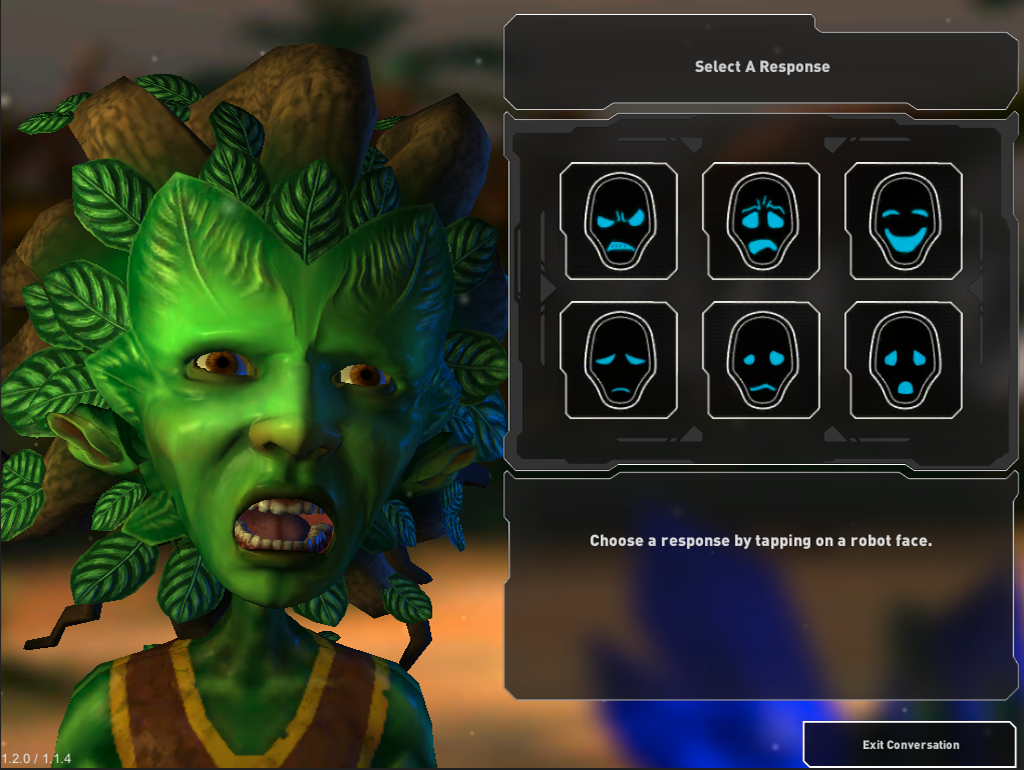 Select A Response
Choose a response by tapping on a robot face.
Exit Conversation
1.2.0 / 1.1.4